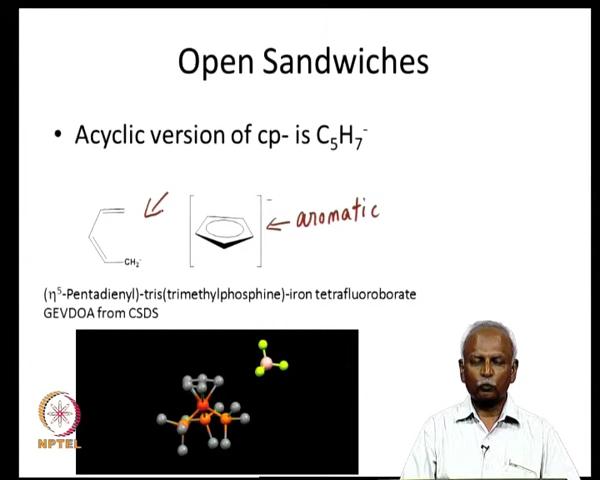 Open Sandwiches
• Acyclic version of cp- is C₅H₇⁻
CH₂⁻
-
← aromatic
(η⁵-Pentadienyl)-tris(trimethylphosphine)-iron tetrafluoroborate
GEVDOA from CSDS
NPTEL